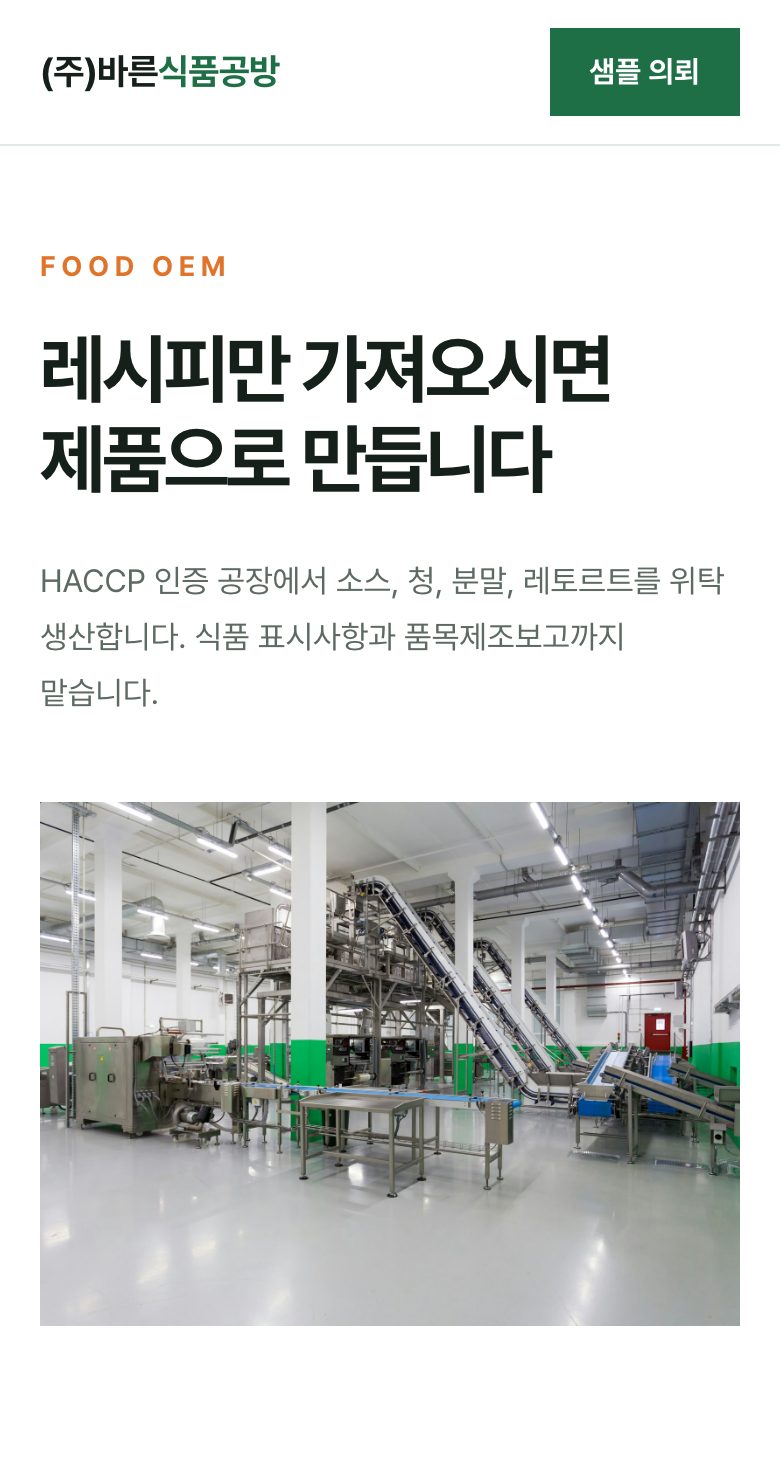 (주)바른식품공방
샘플 의뢰
FOOD OEM
레시피만 가져오시면
제품으로 만듭니다
HACCP 인증 공장에서 소스, 청, 분말, 레토르트를 위탁
생산합니다. 식품 표시사항과 품목제조보고까지
맡습니다.